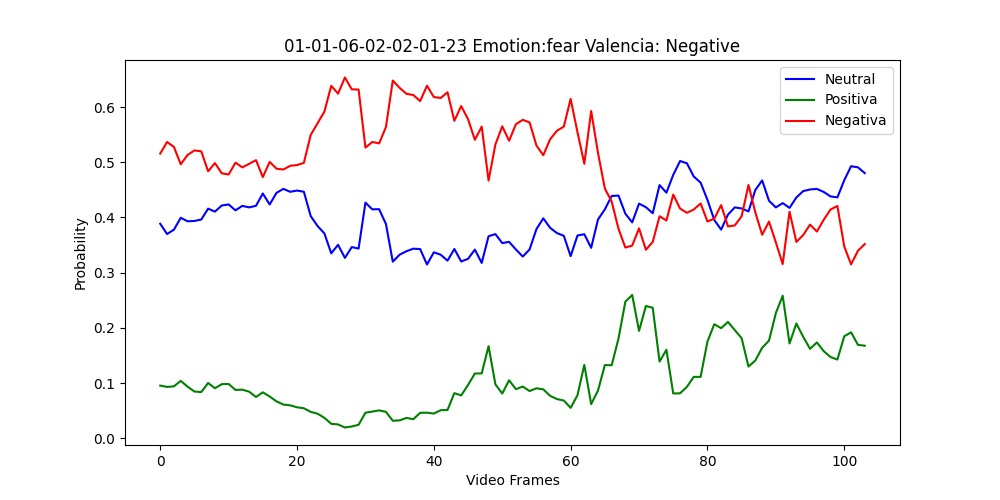 01-01-06-02-02-01-23 Emotion:fear Valencia: Negative
Neutral
Positiva
Negativa
Probability
0.6
0.5
0.4
0.3
0.2
0.1
0.0
0 20 40 60 80 100
Video Frames